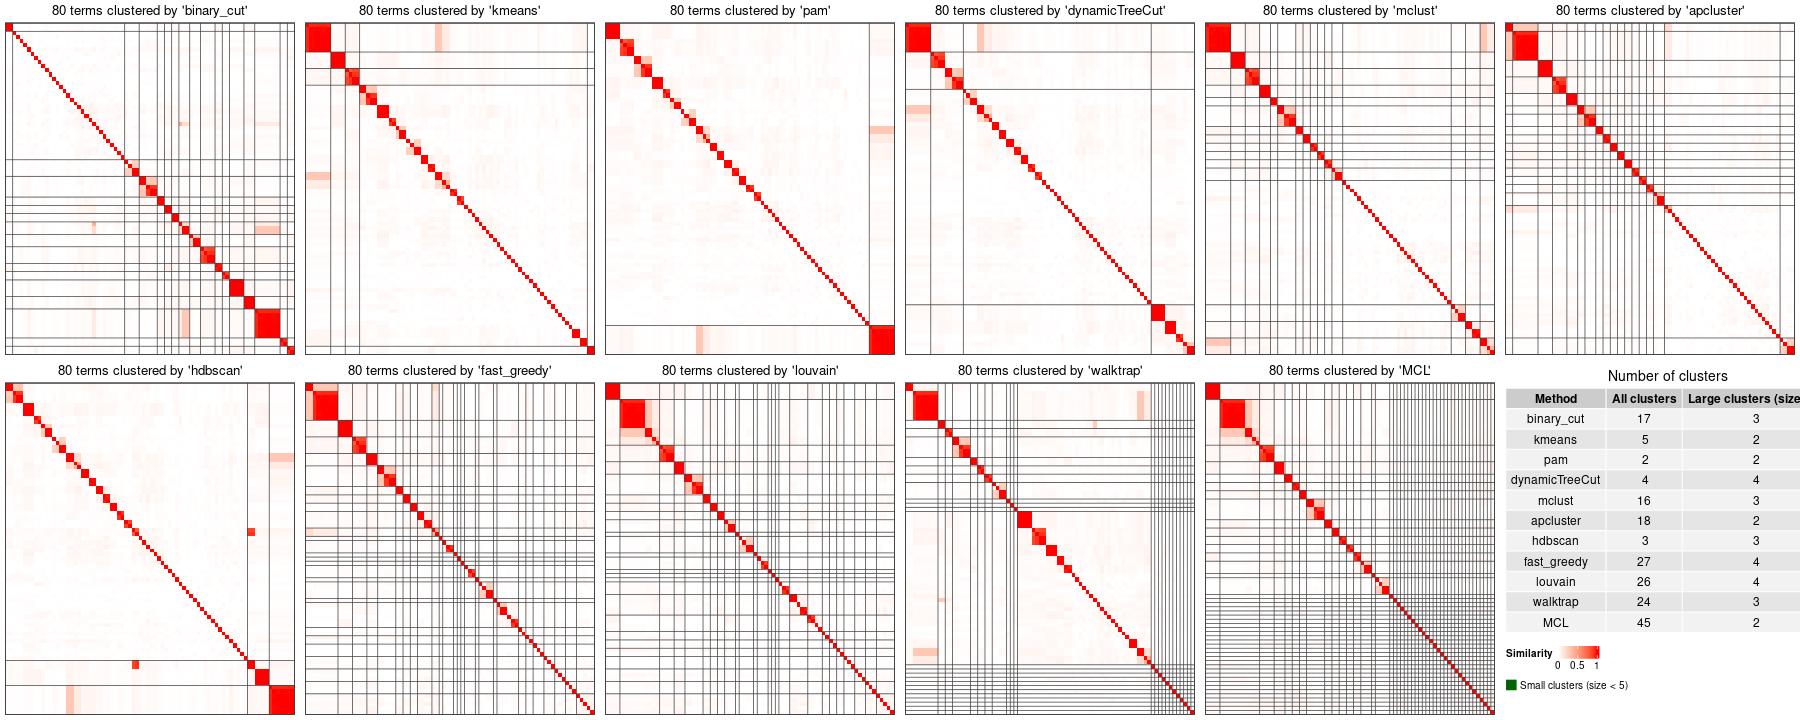 80 terms clustered by 'binary_cut'
80 terms clustered by 'kmeans'
80 terms clustered by 'pam'
80 terms clustered by 'dynamicTreeCut'
80 terms clustered by 'mclust'
80 terms clustered by 'apcluster'
80 terms clustered by 'hdbscan'
80 terms clustered by 'fast_greedy'
80 terms clustered by 'louvain'
80 terms clustered by 'walktrap'
80 terms clustered by 'MCL'
Number of clusters
Method All clusters Large clusters (size
binary_cut 17 3
kmeans 5 2
pam 2 2
dynamicTreeCut 4 4
mclust 16 3
apcluster 18 2
hdbscan 3 3
fast_greedy 27 4
louvain 26 4
walktrap 24 3
MCL 45 2
Similarity
0 0.5 1
Small clusters (size < 5)